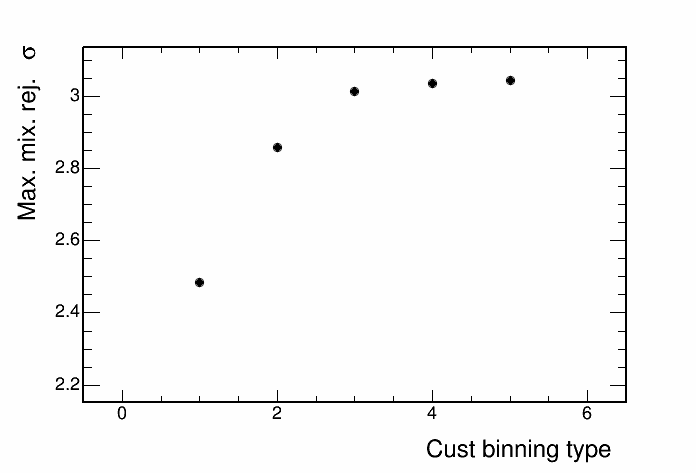 Max. mix. rej. σ
3
2.8
2.6
2.4
2.2
0 2 4 6
Cust binning type